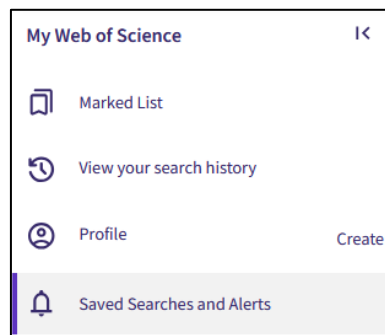 My Web of Science
Marked List
View your search history
Profile Create
Saved Searches and Alerts